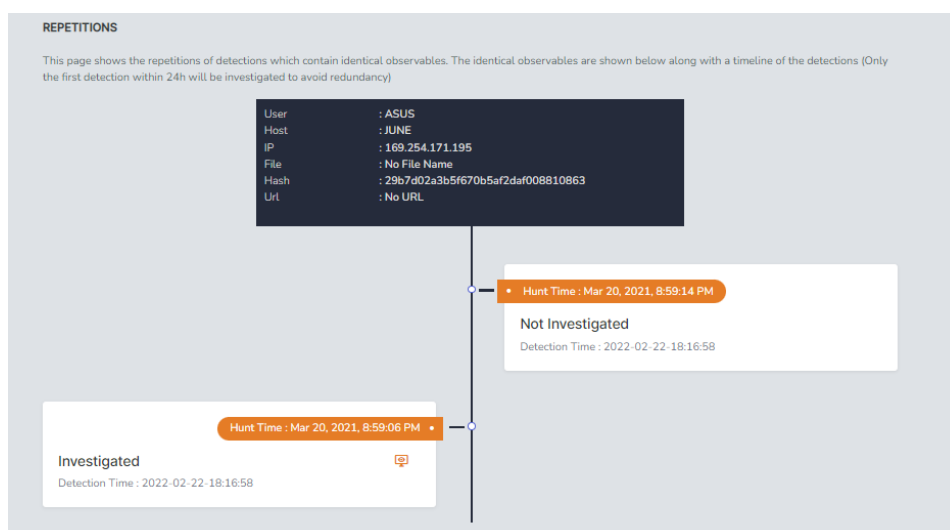 REPETITIONS
This page shows the repetitions of detections which contain identical observables. The identical observables are shown below along with a timeline of the detections (Only
the first detection within 24h will be investigated to avoid redundancy)
User : ASUS
Host : JUNE
IP : 169.254.171.195
File : No File Name
Hash : 29b7d02a3b5f670b5af2daf008810863
Url : No URL
Hunt Time : Mar 20, 2021, 8:59:14 PM
Not Investigated
Detection Time : 2022-02-22-18:16:58
Hunt Time : Mar 20, 2021, 8:59:06 PM
Investigated
Detection Time : 2022-02-22-18:16:58